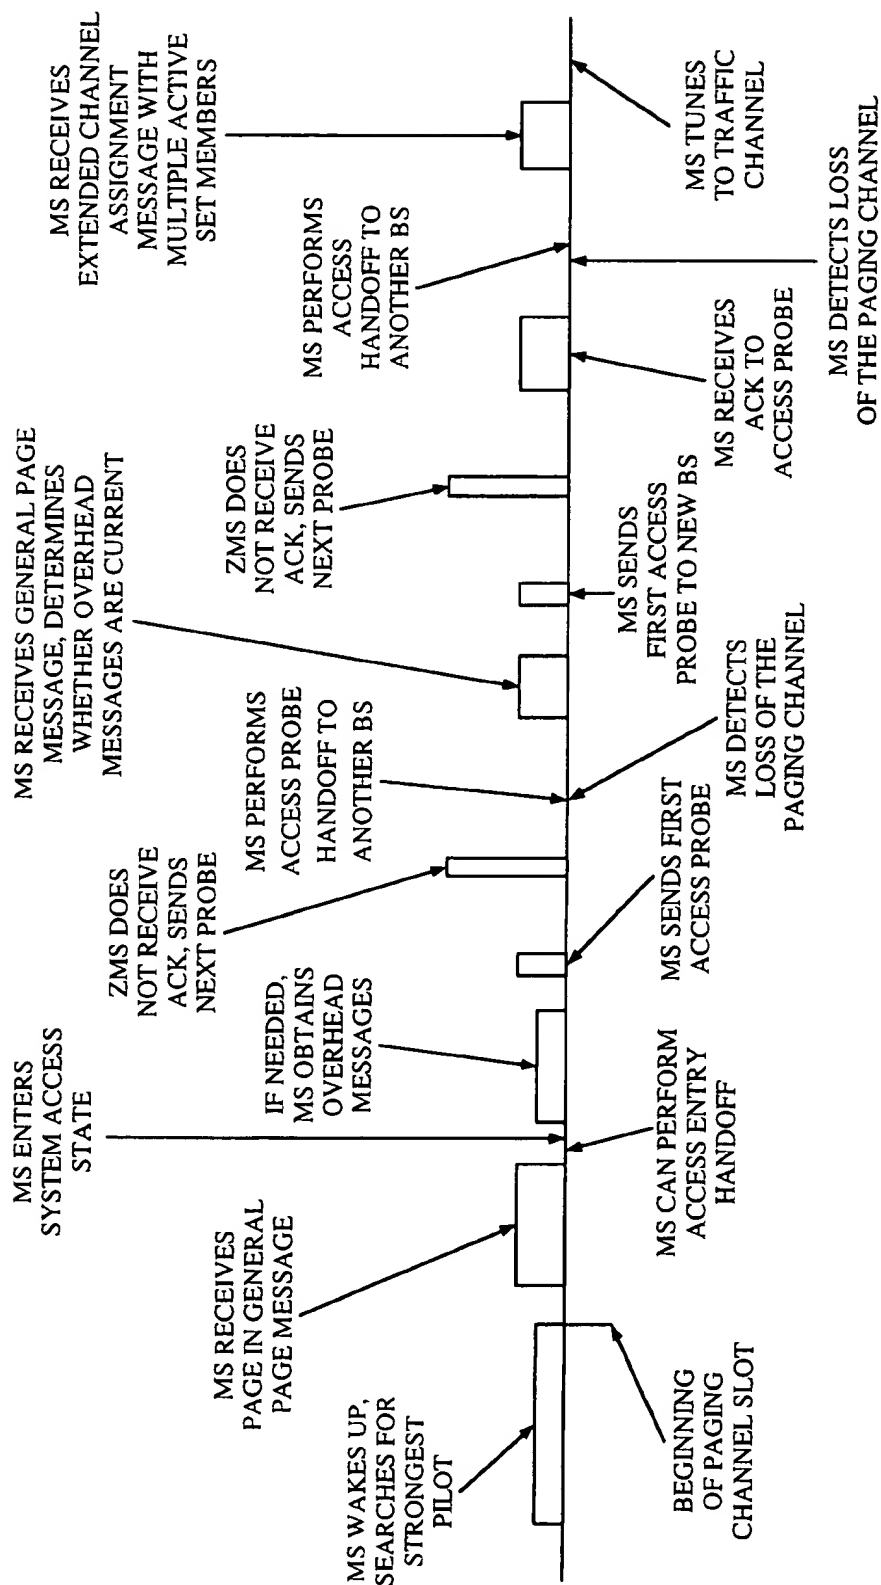 MS WAKES UP,
SEARCHES FOR
STRONGEST
PILOT
BEGINNING
OF PAGING
CHANNEL SLOT
MS RECEIVES
PAGE IN GENERAL
PAGE MESSAGE
MS ENTERS
SYSTEM ACCESS
STATE
MS CAN PERFORM
ACCESS ENTRY
HANDOFF
IF NEEDED,
MS OBTAINS
OVERHEAD
MESSAGES
MS SENDS FIRST
ACCESS PROBE
ZMS DOES
NOT RECEIVE
ACK, SENDS
NEXT PROBE
MS PERFORMS
ACCESS PROBE
HANDOFF TO
ANOTHER BS
MS DETECTS
LOSS OF THE
PAGING CHANNEL
MS RECEIVES GENERAL PAGE
MESSAGE, DETERMINES
WHETHER OVERHEAD
MESSAGES ARE CURRENT
MS SENDS
FIRST ACCESS
PROBE TO NEW BS
ZMS DOES
NOT RECEIVE
ACK, SENDS
NEXT PROBE
MS RECEIVES
ACK TO
ACCESS PROBE
MS DETECTS LOSS
OF THE PAGING CHANNEL
MS PERFORMS
ACCESS
HANDOFF TO
ANOTHER BS
MS RECEIVES
EXTENDED CHANNEL
ASSIGNMENT
MESSAGE WITH
MULTIPLE ACTIVE
SET MEMBERS
MS TUNES
TO TRAFFIC
CHANNEL